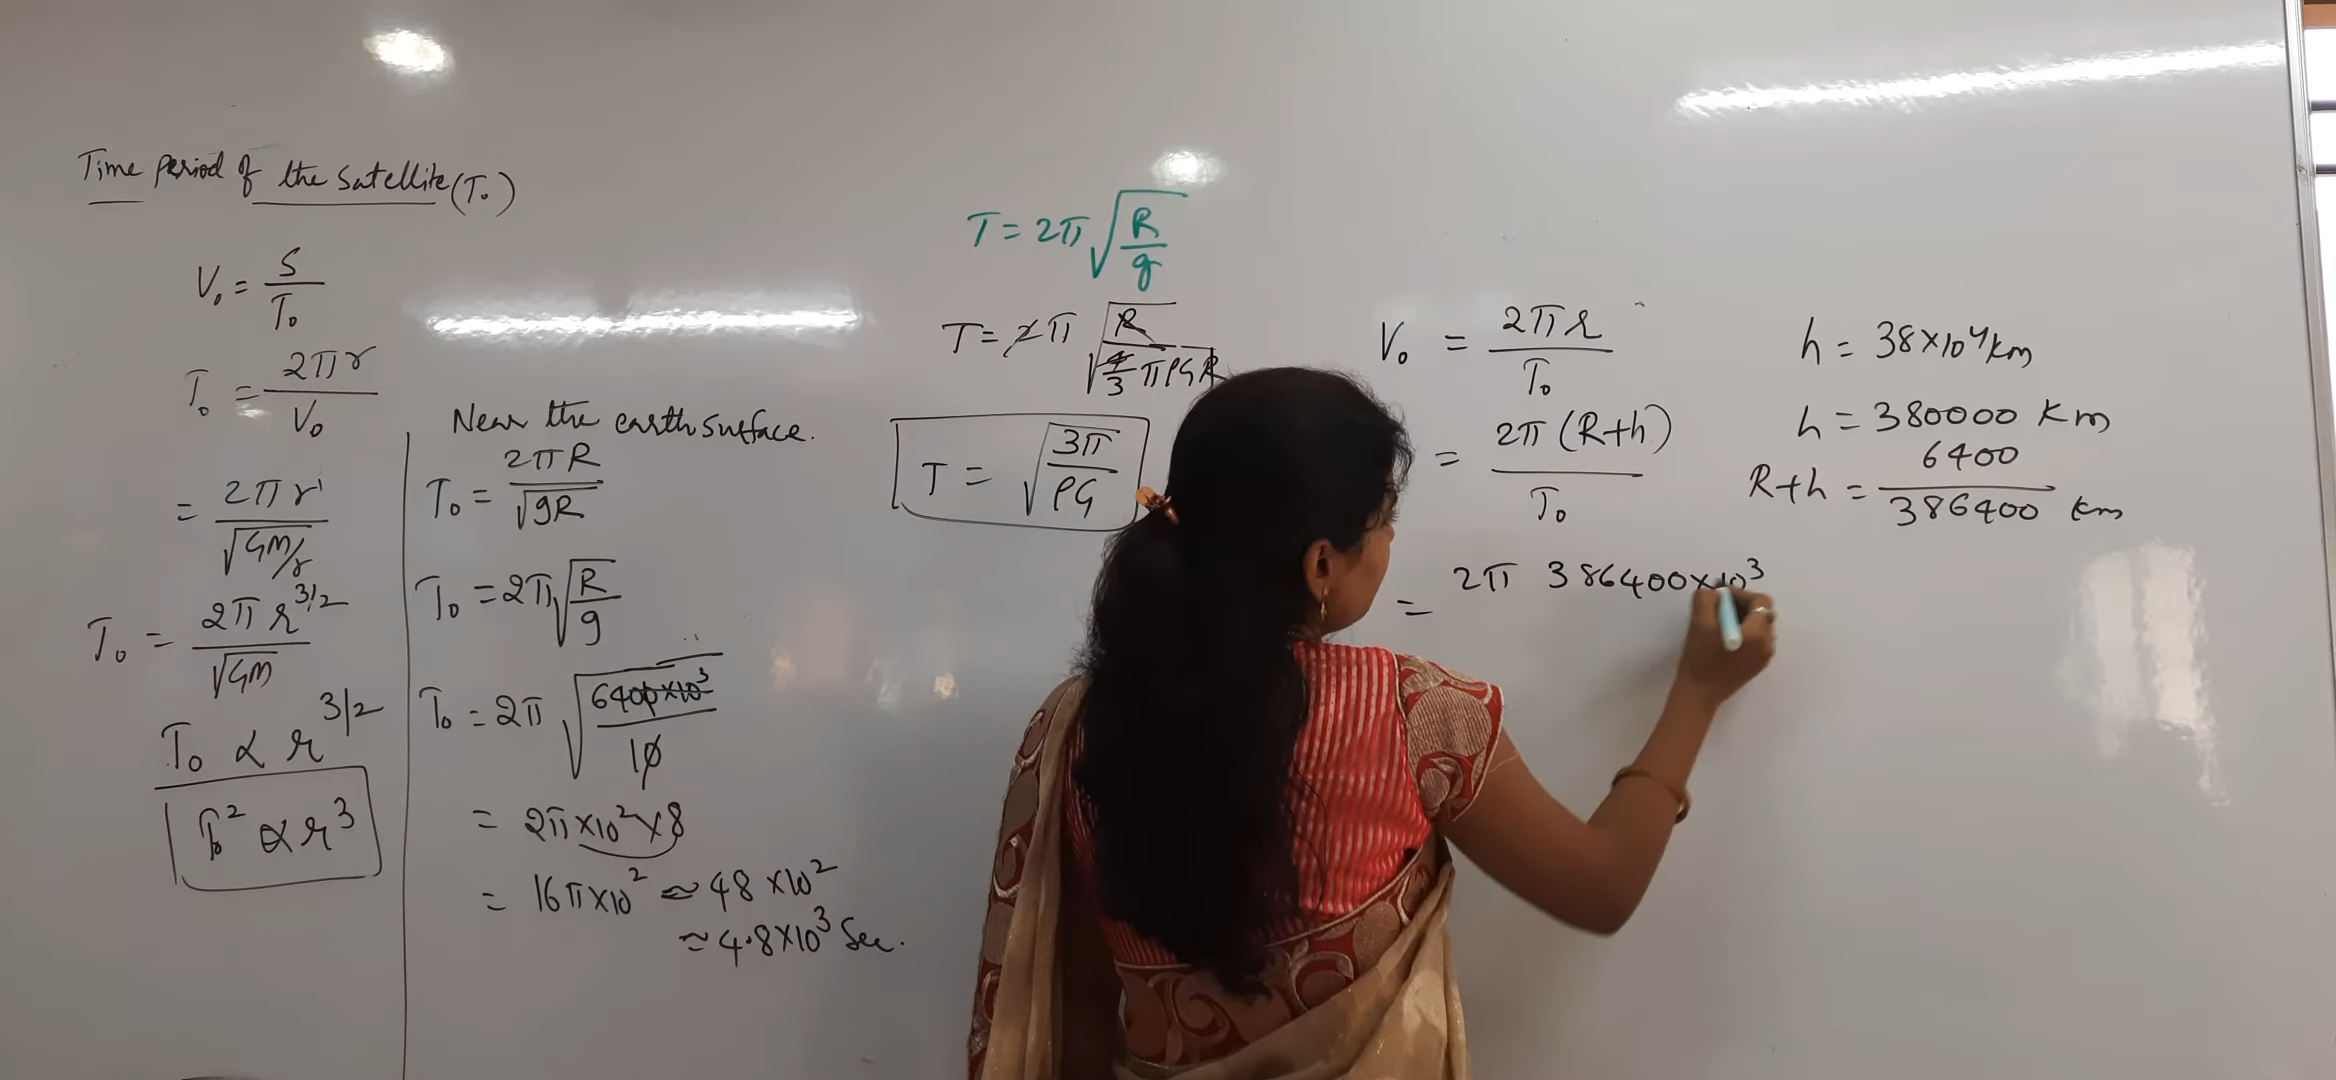 Time period of the satellite (T₀)
V₀ = S/T₀
T₀ = 2πr/V₀
= 2πr/√(GM/r)
T₀ = 2πr^3/2/√GM
T₀ ∝ r^3/2
T₀² ∝ r³
Near the earth surface.
T₀ = 2πR/√gR
T₀ = 2π√(R/g)
T₀ = 2π√(6400×10³/10)
= 2π×10²×8
= 16π×10² ≈ 48×10²
≈ 4.8×10³ Sec.
T = 2π√(R/g)
T = 2π√(R/(4/3 πρGR))
T = √(3π/ρG)
V₀ = 2πr/T₀
= 2π(R+h)/T₀
= 2π 386400×10³
h = 38×10⁴km
h = 380000 Km
6400
R+h = 386400 km